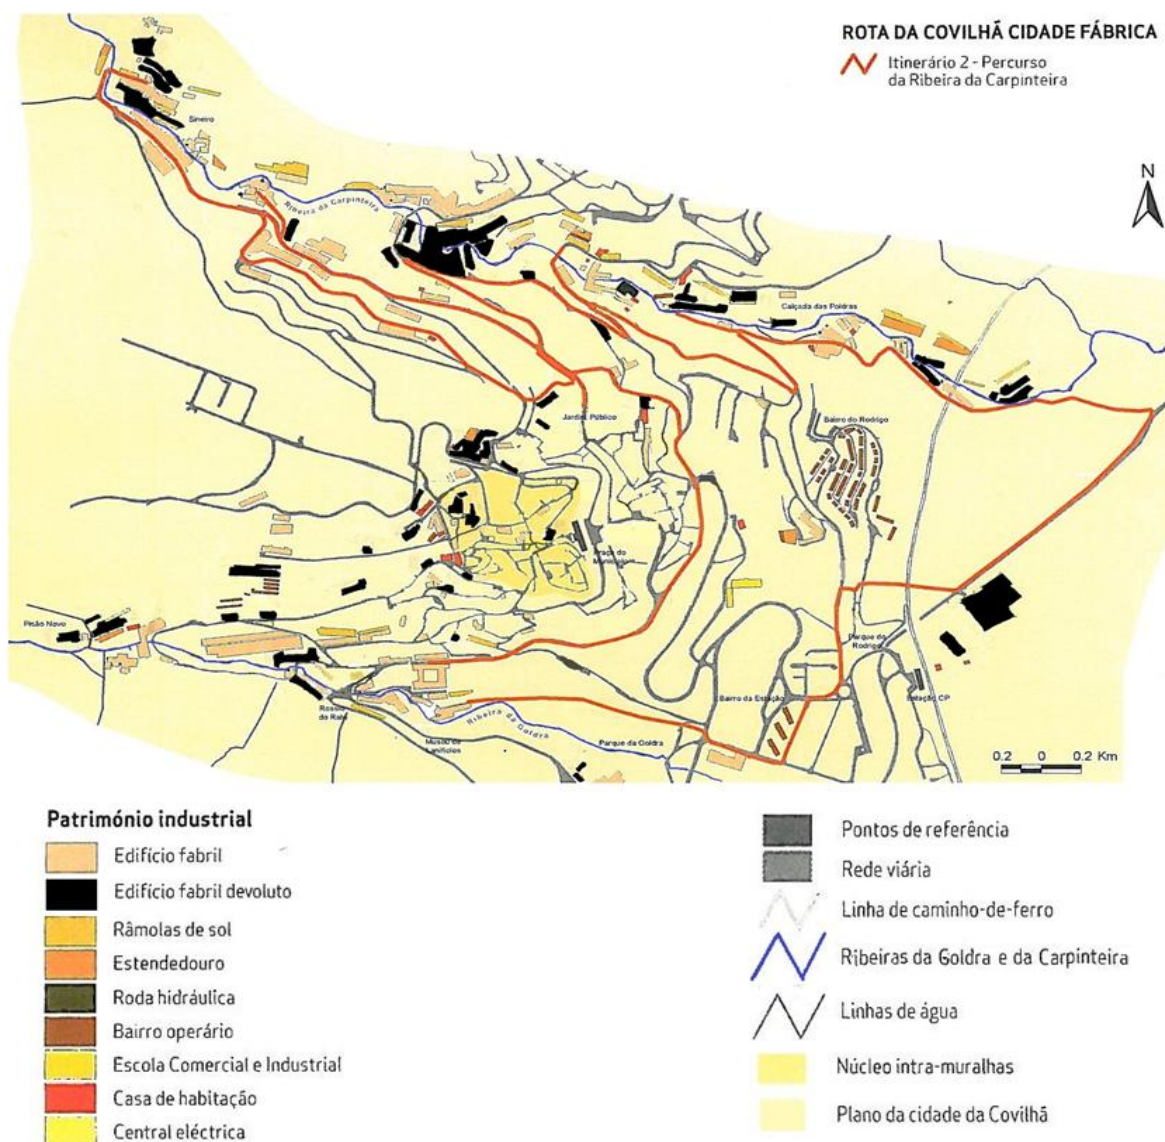 ROTA DA COVILHÃ CIDADE FÁBRICA
Itinerário 2 - Percurso
da Ribeira da Carpinteira
N
Sineiro
Ribeira da Carpinteira
Calçada das Poldras
Jardim Público
Bairro do Rodrigo
Praça do
Município
Pisão Novo
Parque do
Rodrigo
Bairro da Estação
Estação CP
Rossio
do Rato
Ribeira da Goldra
Museu de
Lanifícios
Parque da Goldra
0.2 0 0.2 Km
Património industrial
Edifício fabril
Edifício fabril devoluto
Râmolas de sol
Estendedouro
Roda hidráulica
Bairro operário
Escola Comercial e Industrial
Casa de habitação
Central eléctrica
Pontos de referência
Rede viária
Linha de caminho-de-ferro
Ribeiras da Goldra e da Carpinteira
Linhas de água
Núcleo intra-muralhas
Plano da cidade da Covilhã